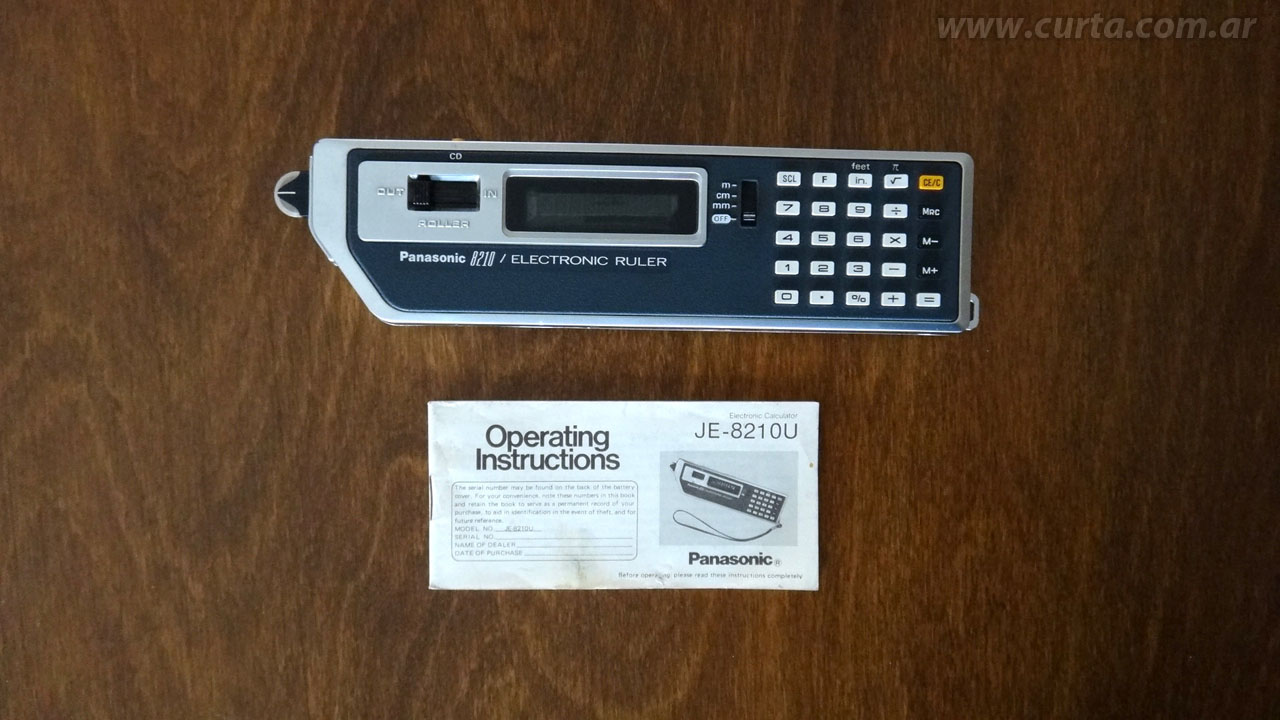 www.curta.com.ar
CD
OUT IN
ROLLER
m
cm
mm
OFF
Panasonic 8210 / ELECTRONIC RULER
feet π
SCL F in. √ CE/C
7 8 9 ÷ MRC
4 5 6 × M−
1 2 3 − M+
0 . % + =
Operating
Instructions
Electronic Calculator
JE-8210U
The serial number may be found on the back of the battery
cover. For your convenience, note these numbers in this book
and retain the book to serve as a permanent record of your
purchase, to aid in identification in the event of theft, and for
future reference.
MODEL NO. JE-8210U
SERIAL NO.
NAME OF DEALER
DATE OF PURCHASE
Panasonic®
Before operating, please read these instructions completely.